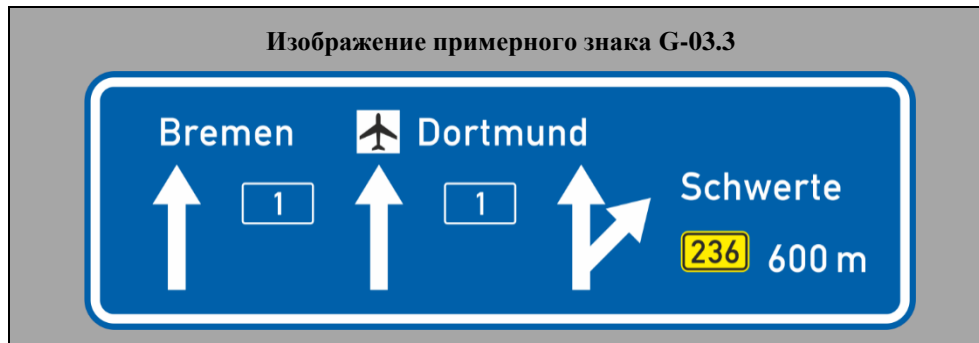 Изображение примерного знака G-03.3
Bremen
Dortmund
1
1
Schwerte
236 600 m